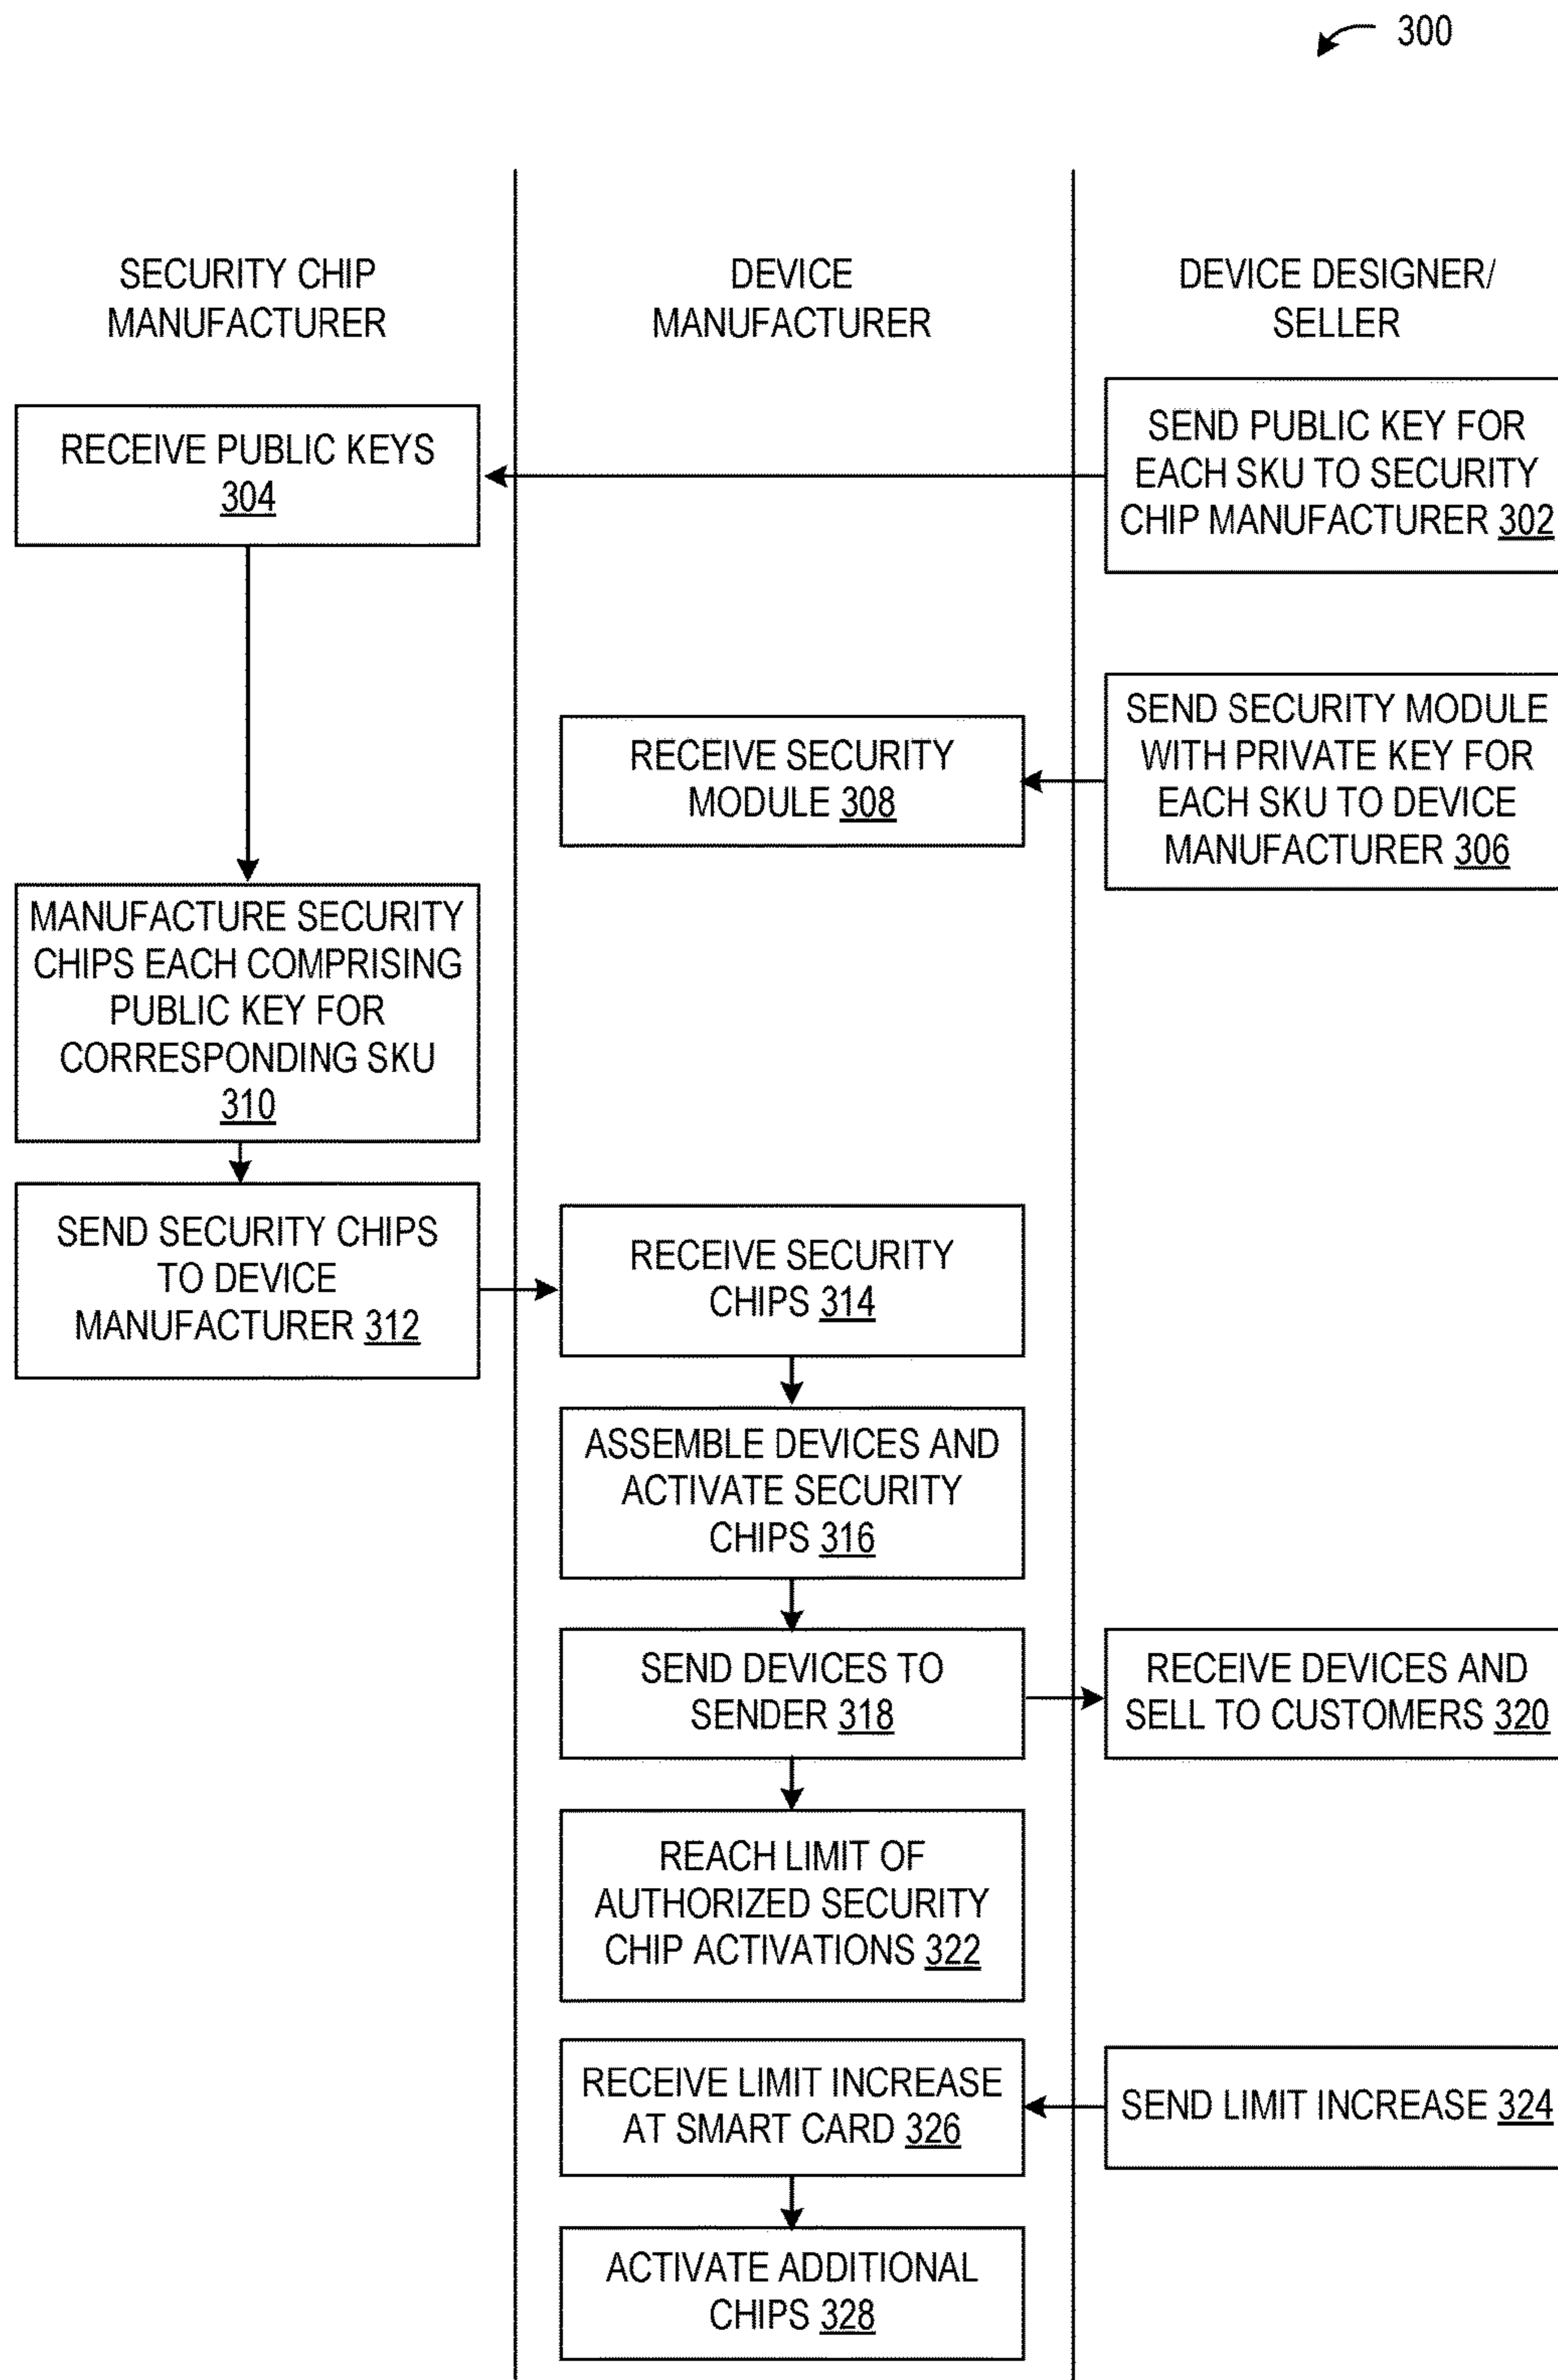 300
SECURITY CHIP
MANUFACTURER
DEVICE
MANUFACTURER
DEVICE DESIGNER/
SELLER
RECEIVE PUBLIC KEYS
304
SEND PUBLIC KEY FOR
EACH SKU TO SECURITY
CHIP MANUFACTURER 302
RECEIVE SECURITY
MODULE 308
SEND SECURITY MODULE
WITH PRIVATE KEY FOR
EACH SKU TO DEVICE
MANUFACTURER 306
MANUFACTURE SECURITY
CHIPS EACH COMPRISING
PUBLIC KEY FOR
CORRESPONDING SKU
310
SEND SECURITY CHIPS
TO DEVICE
MANUFACTURER 312
RECEIVE SECURITY
CHIPS 314
ASSEMBLE DEVICES AND
ACTIVATE SECURITY
CHIPS 316
SEND DEVICES TO
SENDER 318
RECEIVE DEVICES AND
SELL TO CUSTOMERS 320
REACH LIMIT OF
AUTHORIZED SECURITY
CHIP ACTIVATIONS 322
RECEIVE LIMIT INCREASE
AT SMART CARD 326
SEND LIMIT INCREASE 324
ACTIVATE ADDITIONAL
CHIPS 328